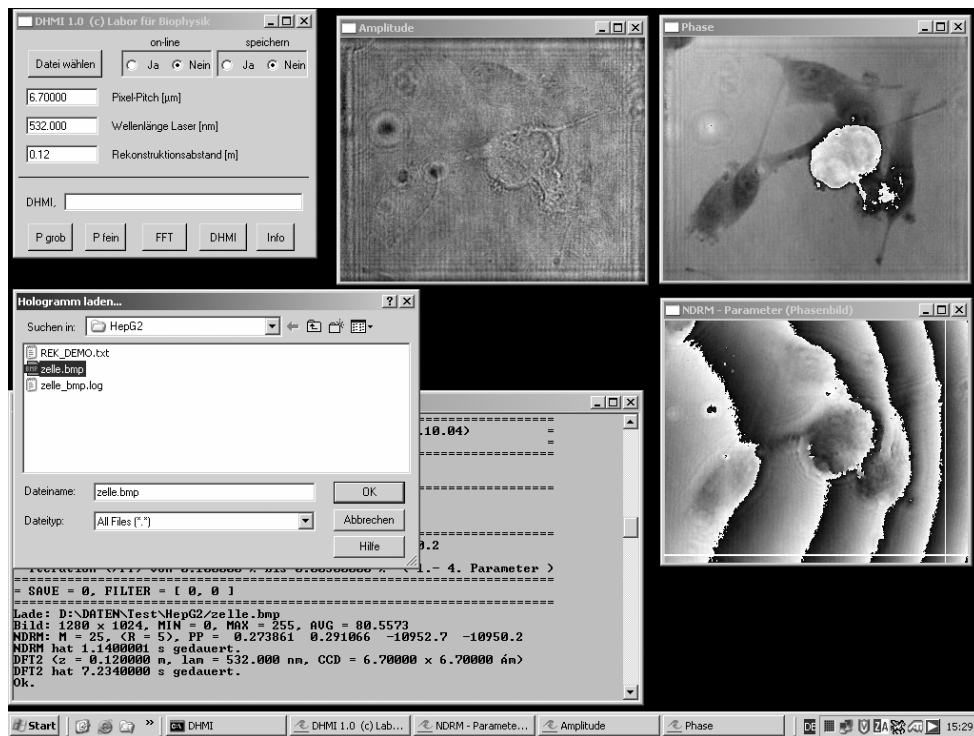 DHMI 1.0 (c) Labor für Biophysik
on-line speichern
Datei wählen Ja Nein Ja Nein
6.70000 Pixel-Pitch [µm]
532.000 Wellenlänge Laser [nm]
0.12 Rekonstruktionsabstand [m]
DHMI,
P grob P fein FFT DHMI Info
Amplitude
Phase
NDRM - Parameter (Phasenbild)
Hologramm laden...
Suchen in: HepG2
REK_DEMO.txt
zelle.bmp
zelle_bmp.log
Dateiname: zelle.bmp OK
Dateityp: All Files (*.*) Abbrechen
Hilfe
.10.04) =
=
0.2
1.- 4. Parameter )
= SAVE = 0, FILTER = [ 0, 0 ]
Lade: D:\DATEN\Test\HepG2/zelle.bmp
Bild: 1280 x 1024, MIN = 0, MAX = 255, AVG = 80.5573
NDRM: M = 25, (R = 5), PP = 0.273861 0.291066 -10952.7 -10950.2
NDRM hat 1.1400001 s gedauert.
DFT2 (z = 0.120000 m, lam = 532.000 nm, CCD = 6.70000 x 6.70000 ám)
DFT2 hat 7.2340000 s gedauert.
Ok.
Start » DHMI DHMI 1.0 (c) Lab... NDRM - Paramete... Amplitude Phase DE 15:29